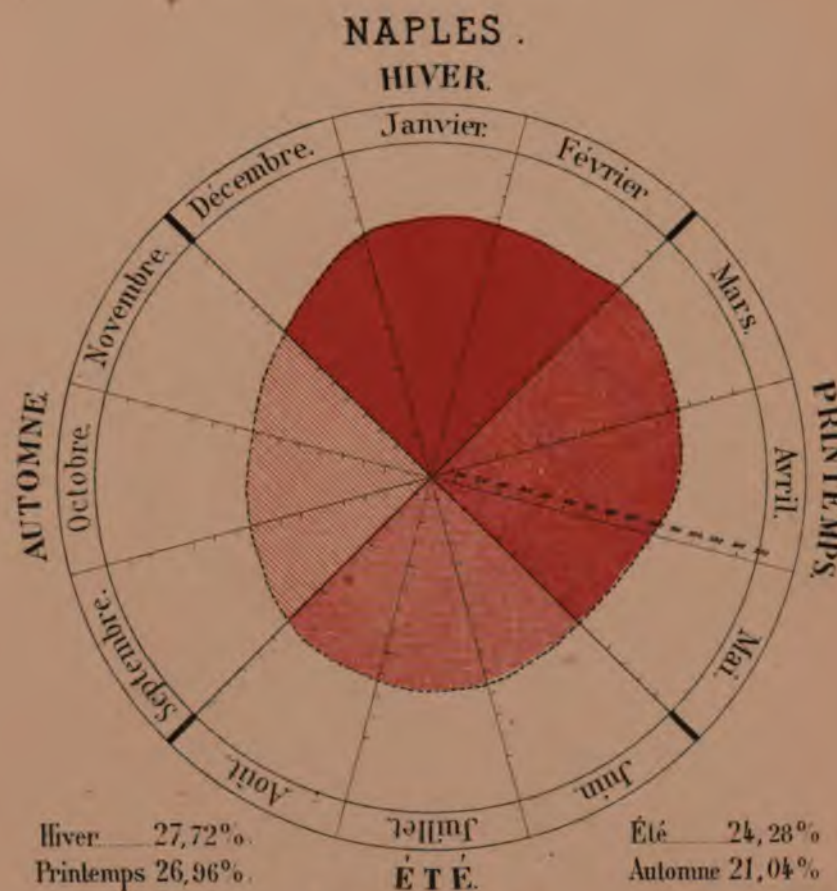 NAPLES.
HIVER.
Janvier.
Février
Mars.
Avril.
Mai.
Juin.
Juillet.
Août.
Septembre.
Octobre.
Novembre.
Décembre.
PRINTEMPS.
ÉTÉ.
AUTOMNE
Hiver 27,72%.
Printemps 26,96%.
Été 24,28%
Automne 21,04%